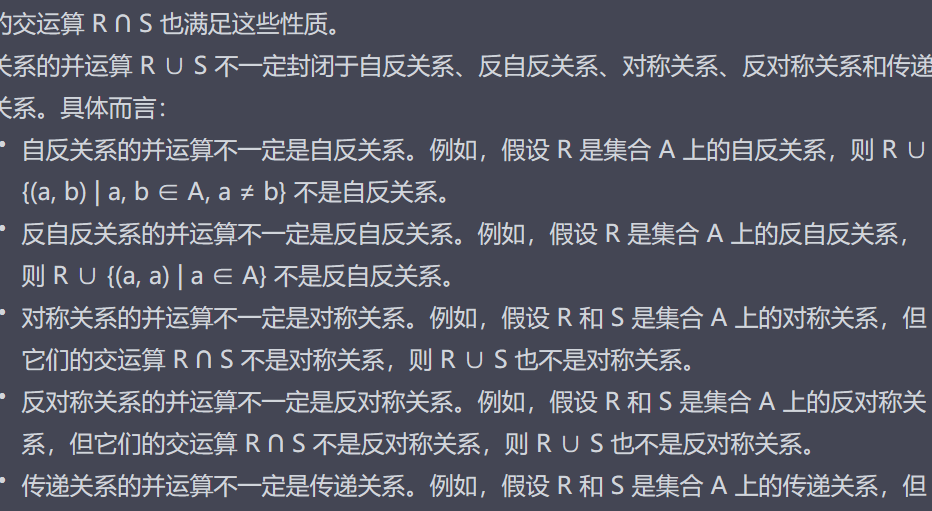 的交运算 R ∩ S 也满足这些性质。
关系的并运算 R ∪ S 不一定封闭于自反关系、反自反关系、对称关系、反对称关系和传递
关系。具体而言：
• 自反关系的并运算不一定是自反关系。例如，假设 R 是集合 A 上的自反关系，则 R ∪
{(a, b) | a, b ∈ A, a ≠ b} 不是自反关系。
• 反自反关系的并运算不一定是反自反关系。例如，假设 R 是集合 A 上的反自反关系，
则 R ∪ {(a, a) | a ∈ A} 不是反自反关系。
• 对称关系的并运算不一定是对称关系。例如，假设 R 和 S 是集合 A 上的对称关系，但
它们的交运算 R ∩ S 不是对称关系，则 R ∪ S 也不是对称关系。
• 反对称关系的并运算不一定是反对称关系。例如，假设 R 和 S 是集合 A 上的反对称关
系，但它们的交运算 R ∩ S 不是反对称关系，则 R ∪ S 也不是反对称关系。
• 传递关系的并运算不一定是传递关系。例如，假设 R 和 S 是集合 A 上的传递关系，但